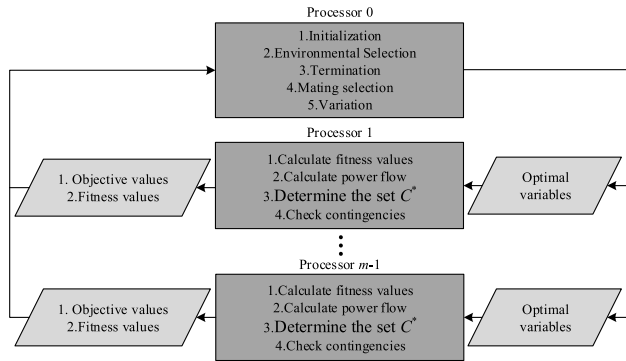 Processor 0
1.Initialization
2.Environmental Selection
3.Termination
4.Mating selection
5.Variation
Processor 1
1. Objective values
2.Fitness values
1.Calculate fitness values
2.Calculate power flow
3.Determine the set C*
4.Check contingencies
Optimal
variables
Processor m-1
1. Objective values
2.Fitness values
1.Calculate fitness values
2.Calculate power flow
3.Determine the set C*
4.Check contingencies
Optimal
variables